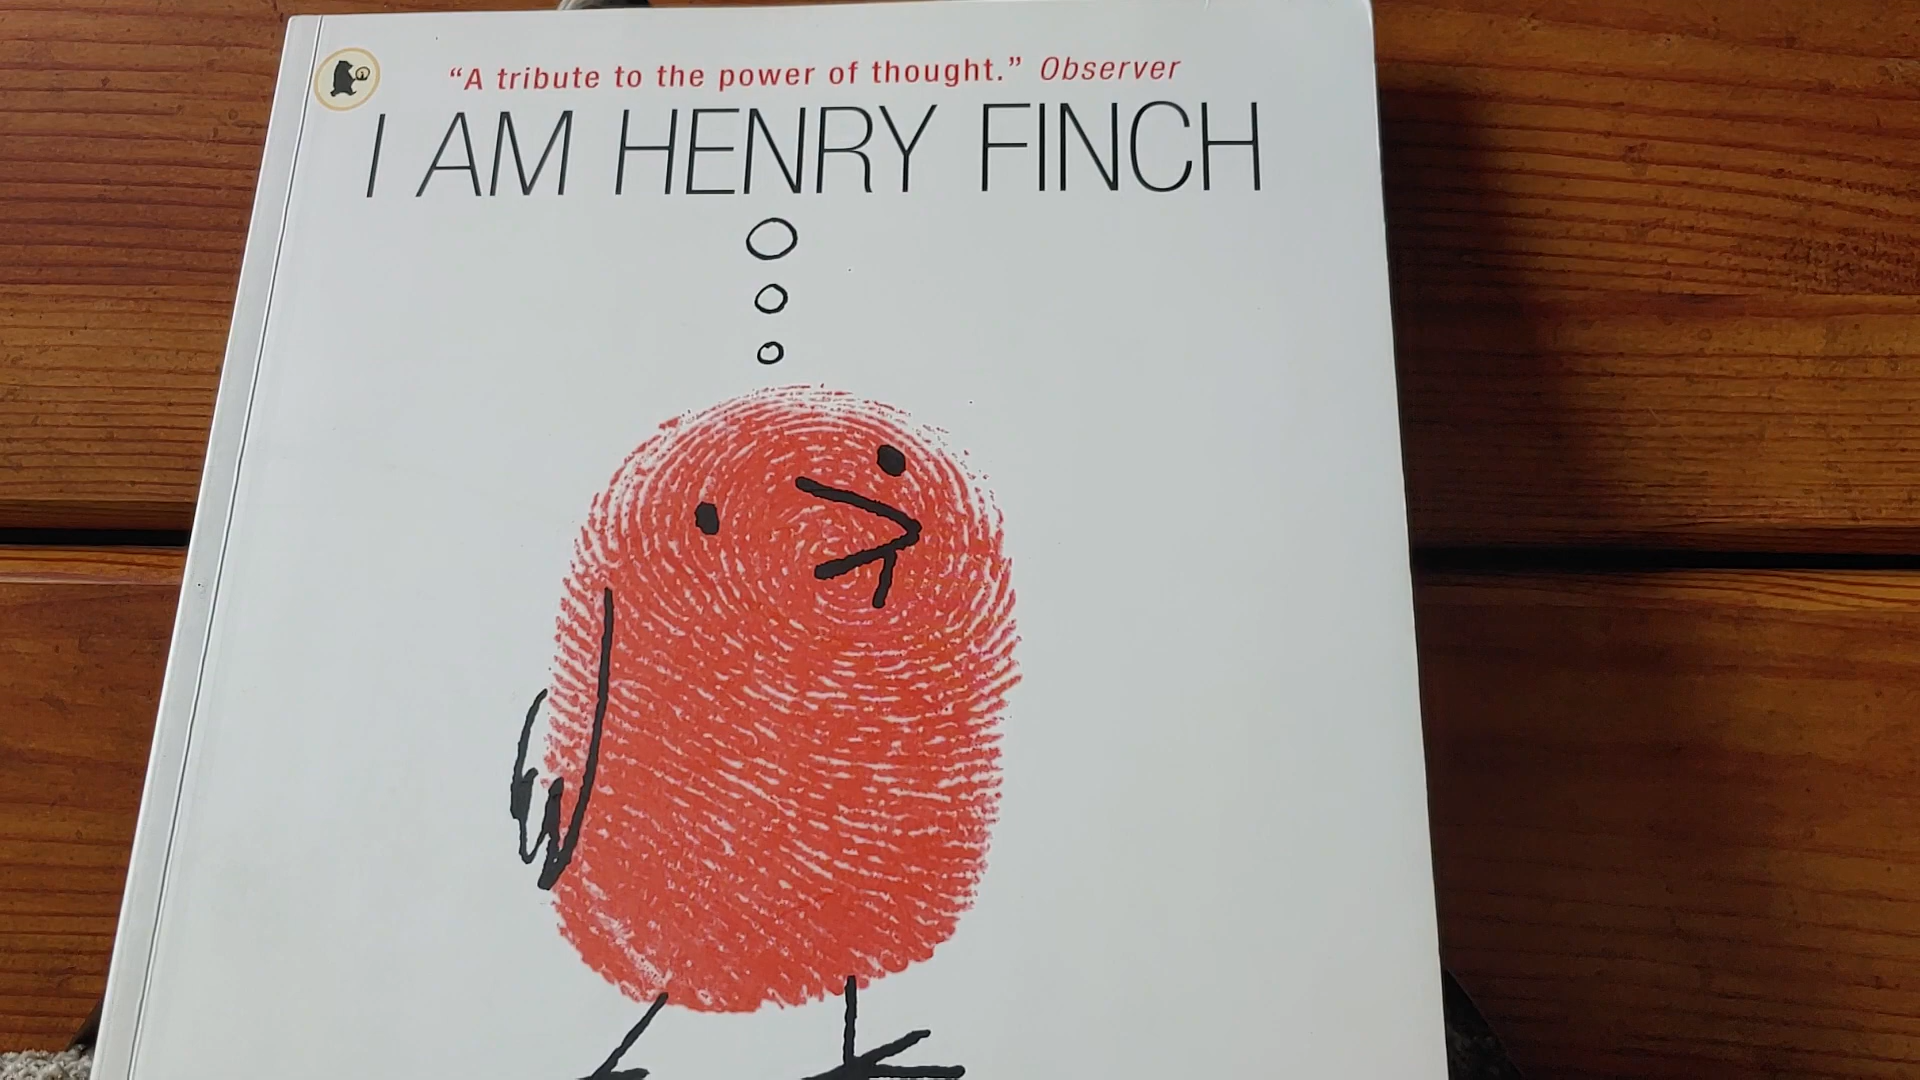 “A tribute to the power of thought.” Observer
I AM HENRY FINCH